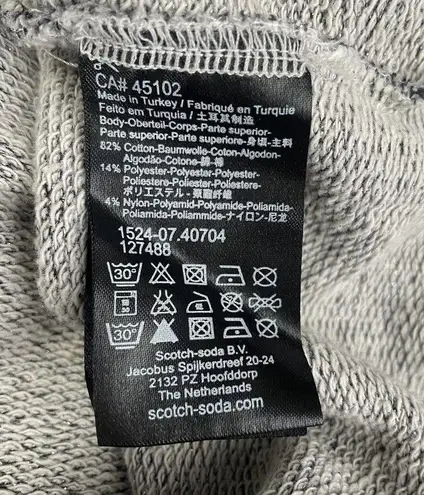 CA# 45102
Made in Turkey / Fabriqué en Turquie
Feito em Turquia / 土耳其制造
Body-Oberteil-Corps-Parte superior-
Parte superior-Parte superiore-身頃-主料
82% Cotton-Baumwolle-Coton-Algodon-
Algodão-Cotone-綿-棉
14% Polyester-Polyester-Polyester-
Poliestere-Poliester-Poliestere-
ポリエステル-聚酯纤维
4% Nylon-Polyamid-Polyamide-Poliamida-
Poliamida-Poliammide-ナイロン-尼龙
1524-07.40704
127488
30°
30
30°
Scotch-soda B.V.
Jacobus Spijkerdreef 20-24
2132 PZ Hoofddorp
The Netherlands
scotch-soda.com